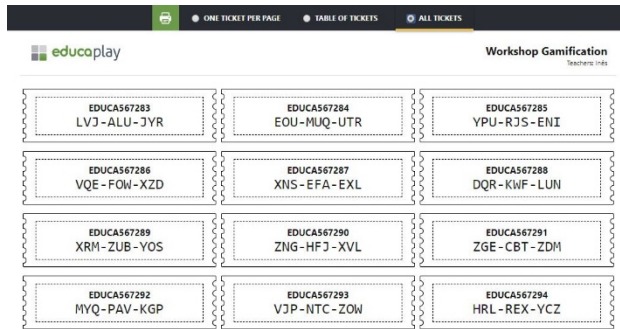 ONE TICKET PER PAGE TABLE OF TICKETS ALL TICKETS
educaplay Workshop Gamification
Teacher: Inés
EDUCA567283 EDUCA567284 EDUCA567285
LVJ-ALU-JYR EOU-MUQ-UTR YPU-RJS-ENI
EDUCA567286 EDUCA567287 EDUCA567288
VQE-FOW-XZD XNS-EFA-EXL DQR-KWF-LUN
EDUCA567289 EDUCA567290 EDUCA567291
XRM-ZUB-YOS ZNG-HFJ-XVL ZGE-CBT-ZDM
EDUCA567292 EDUCA567293 EDUCA567294
MYQ-PAV-KGP VJP-NTC-ZOW HRL-REX-YCZ